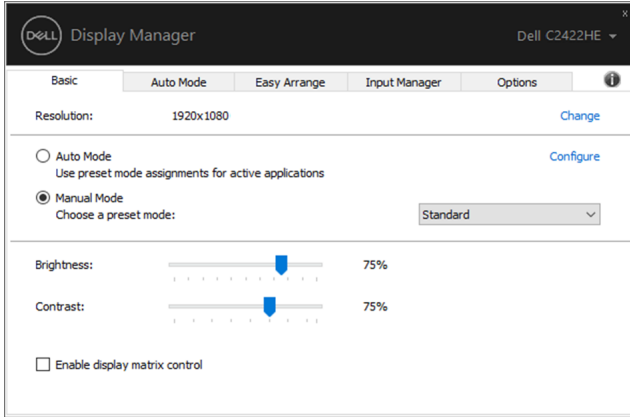 x
DELL Display Manager Dell C2422HE
Basic Auto Mode Easy Arrange Input Manager Options i
Resolution: 1920x1080 Change
Auto Mode Configure
Use preset mode assignments for active applications
Manual Mode
Choose a preset mode: Standard
Brightness: 75%
Contrast: 75%
Enable display matrix control